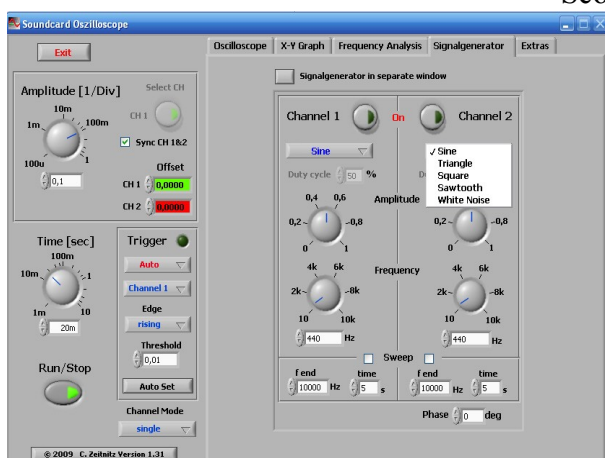 Soundcard Oszilloscope
Exit
Oscilloscope X-Y Graph Frequency Analysis Signalgenerator Extras
Signalgenerator in separate window
Amplitude [1/Div]
Select CH
CH 1
10m
1m 100m
100u 1
0,1
Sync CH 1&2
Offset
CH 1 0,0000
CH 2 0,0000
Time [sec]
100m
10m 1
1m 10
20m
Run/Stop
Trigger
Auto
Channel 1
Edge
rising
Threshold
0,01
Auto Set
Channel Mode
single
© 2009 C. Zeitnitz Version 1.31
Channel 1 On Channel 2
Sine
Duty cycle 50 %
✓ Sine
Triangle
Square
Sawtooth
White Noise
Amplitude
0,4 0,6
0,2 0,8
0 1
0,2 0,8
0 1
Frequency
4k 6k
2k 8k
10 10k
440 Hz
4k 6k
2k 8k
10 10k
440 Hz
Sweep
f end time
10000 Hz 5 s
f end time
10000 Hz 5 s
Phase 0 deg